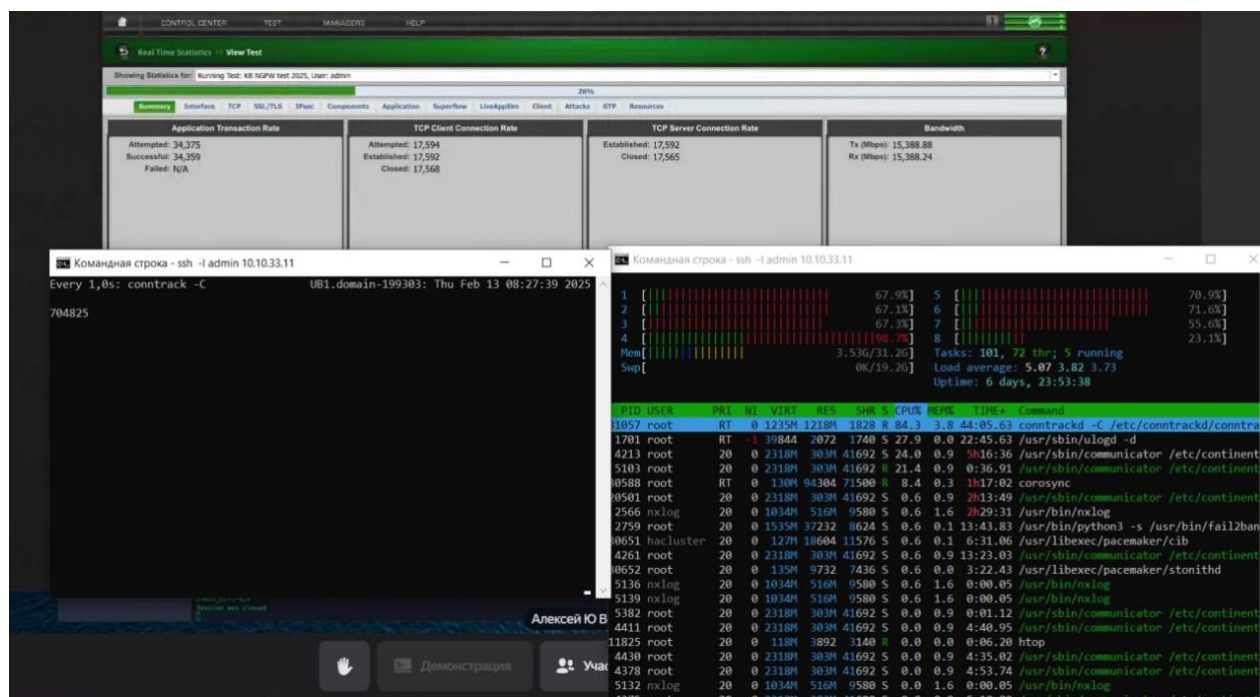 CONTROL CENTER TEST MANAGERS HELP 1
Real Time Statistics View Test ?
Showing Statistics for: Running Test: KB NGFW test 2025, User: admin
26%
Summary Interface TCP SSL/TLS IPsec Components Application Superflow LiveAppSim Client Attacks GTP Resources
Application Transaction Rate
Attempted: 34,375
Successful: 34,359
Failed: N/A
TCP Client Connection Rate
Attempted: 17,594
Established: 17,592
Closed: 17,568
TCP Server Connection Rate
Established: 17,592
Closed: 17,565
Bandwidth
Tx (Mbps): 15,388.88
Rx (Mbps): 15,388.24
Командная строка - ssh -l admin 10.10.33.11
Every 1,0s: conntrack -C UB1.domain-199303: Thu Feb 13 08:27:39 2025
704825
Session was closed
Алексей Ю В
Демонстрация
Учас
Командная строка - ssh -l admin 10.10.33.11
1 [ 67.9%] 5 [ 70.9%]
2 [ 67.1%] 6 [ 71.6%]
3 [ 67.3%] 7 [ 55.6%]
4 [ 98.7%] 8 [ 23.1%]
Mem[ 3.53G/31.2G] Tasks: 101, 72 thr; 5 running
Swp[ 0K/19.2G] Load average: 5.07 3.82 3.73
Uptime: 6 days, 23:53:38
PID USER PRI NI VIRT RES SHR S CPU% MEM% TIME+ Command
31057 root RT 0 1235M 1218M 1828 R 84.3 3.8 44:05.63 conntrackd -C /etc/conntrackd/conntra
1701 root RT -1 39844 2072 1740 S 27.9 0.0 22:45.63 /usr/sbin/ulogd -d
4213 root 20 0 2318M 303M 41692 S 24.0 0.9 5h16:36 /usr/sbin/communicator /etc/continent
5103 root 20 0 2318M 303M 41692 R 21.4 0.9 0:36.91 /usr/sbin/communicator /etc/continent
30588 root RT 0 130M 94304 71500 R 8.4 0.3 1h17:02 corosync
20501 root 20 0 2318M 303M 41692 S 0.6 0.9 2h13:49 /usr/sbin/communicator /etc/continent
2566 nxlog 20 0 1034M 516M 9580 S 0.6 1.6 2h29:31 /usr/bin/nxlog
2759 root 20 0 1535M 37232 8624 S 0.6 0.1 13:43.83 /usr/bin/python3 -s /usr/bin/fail2ban
30651 hacluster 20 0 127M 18604 11576 S 0.6 0.1 6:31.06 /usr/libexec/pacemaker/cib
4261 root 20 0 2318M 303M 41692 S 0.6 0.9 13:23.03 /usr/sbin/communicator /etc/continent
30652 root 20 0 135M 9732 7436 S 0.6 0.0 3:22.43 /usr/libexec/pacemaker/stonithd
5136 nxlog 20 0 1034M 516M 9580 S 0.6 1.6 0:00.05 /usr/bin/nxlog
5139 nxlog 20 0 1034M 516M 9580 S 0.6 1.6 0:00.05 /usr/bin/nxlog
5382 root 20 0 2318M 303M 41692 S 0.0 0.9 0:01.12 /usr/sbin/communicator /etc/continent
4411 root 20 0 2318M 303M 41692 S 0.0 0.9 4:40.95 /usr/sbin/communicator /etc/continent
11825 root 20 0 118M 3892 3140 R 0.0 0.0 0:06.20 htop
4430 root 20 0 2318M 303M 41692 S 0.0 0.9 4:35.02 /usr/sbin/communicator /etc/continent
4378 root 20 0 2318M 303M 41692 S 0.0 0.9 4:53.74 /usr/sbin/communicator /etc/continent
5132 nxlog 20 0 1034M 516M 9580 S 0.0 1.6 0:00.05 /usr/bin/nxlog